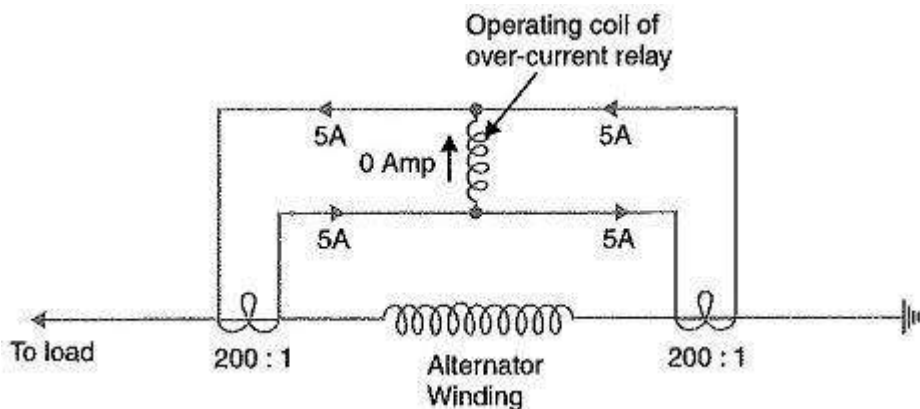 Operating coil of
over-current relay
5A
5A
0 Amp
5A
5A
To load
200 : 1
Alternator
Winding
200 : 1